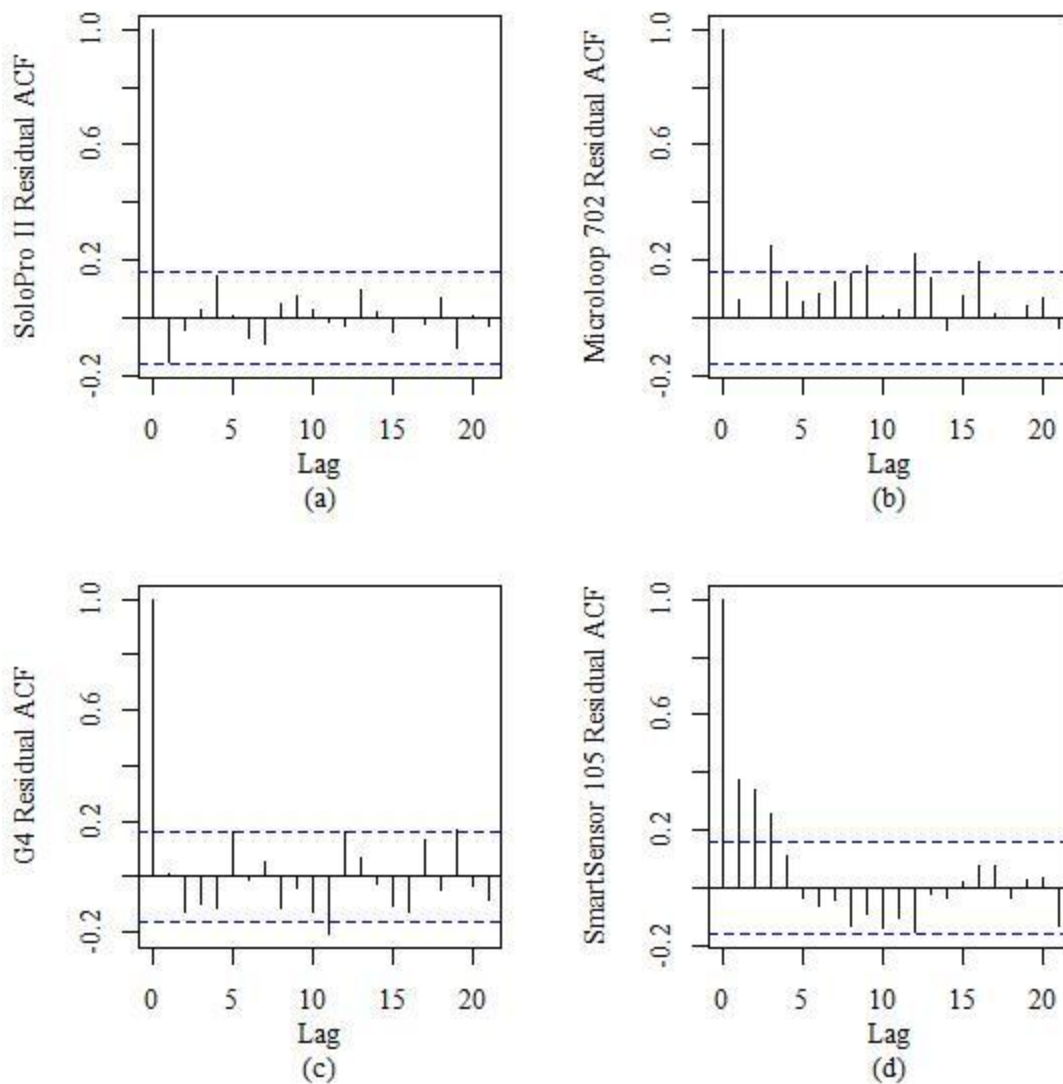 SoloPro II Residual ACF
1.0
0.6
0.2
-0.2
0 5 10 15 20
Lag
(a)
Microloop 702 Residual ACF
1.0
0.6
0.2
-0.2
0 5 10 15 20
Lag
(b)
G4 Residual ACF
1.0
0.6
0.2
-0.2
0 5 10 15 20
Lag
(c)
SmartSensor 105 Residual ACF
1.0
0.6
0.2
-0.2
0 5 10 15 20
Lag
(d)